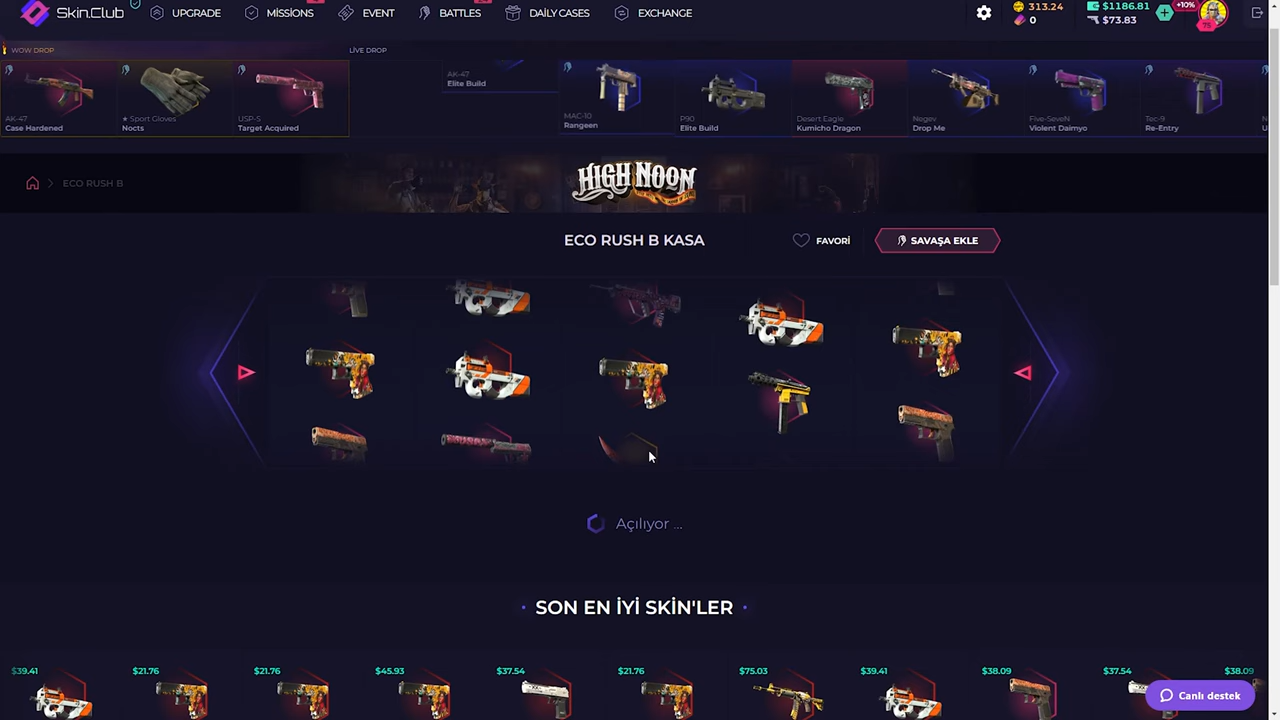 Skin.Club
UPGRADE
MISSIONS
EVENT
BATTLES
DAILY CASES
EXCHANGE
313.24
0
$1186.81
$73.83
+10%
75
WOW DROP
LIVE DROP
AK-47
Case Hardened
★ Sport Gloves
Nocts
USP-S
Target Acquired
AK-47
Elite Build
MAC-10
Rangeen
P90
Elite Build
Desert Eagle
Kumicho Dragon
Negev
Drop Me
Five-SeveN
Violent Daimyo
Tec-9
Re-Entry
HIGH NOON
ECO RUSH B
ECO RUSH B KASA
FAVORİ
SAVAŞA EKLE
Açılıyor ...
SON EN İYİ SKİN'LER
$39.41
$21.76
$21.76
$45.93
$37.54
$21.76
$75.03
$39.41
$38.09
$37.54
$38.09
Canlı destek